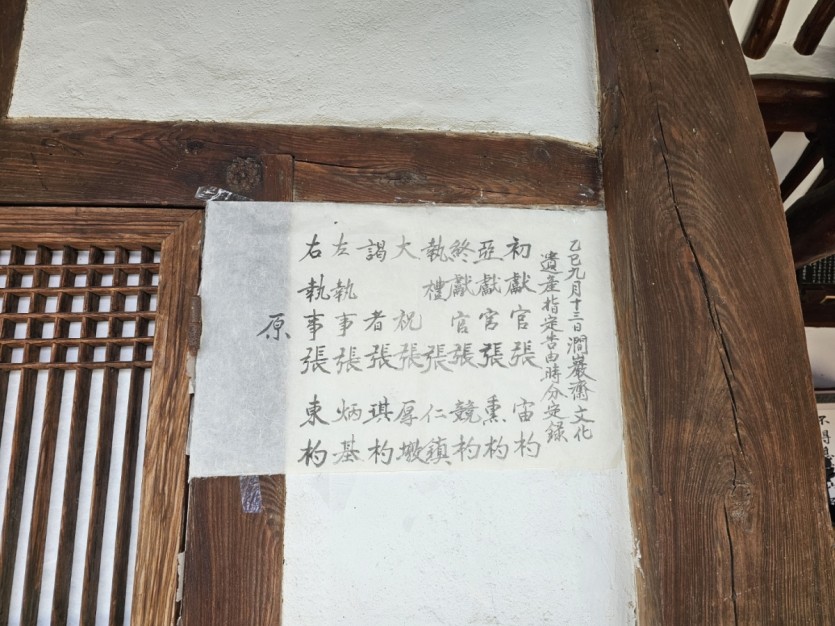 乙巳九月十三日澗巖齋文化
遺産指定告由時分定錄
初獻官張宙杓
亞獻官張熏杓
終獻官張競杓
執禮張仁鎮
大祝張厚墩
謁者張琪杓
左執事張炳基
右執事張東杓
原